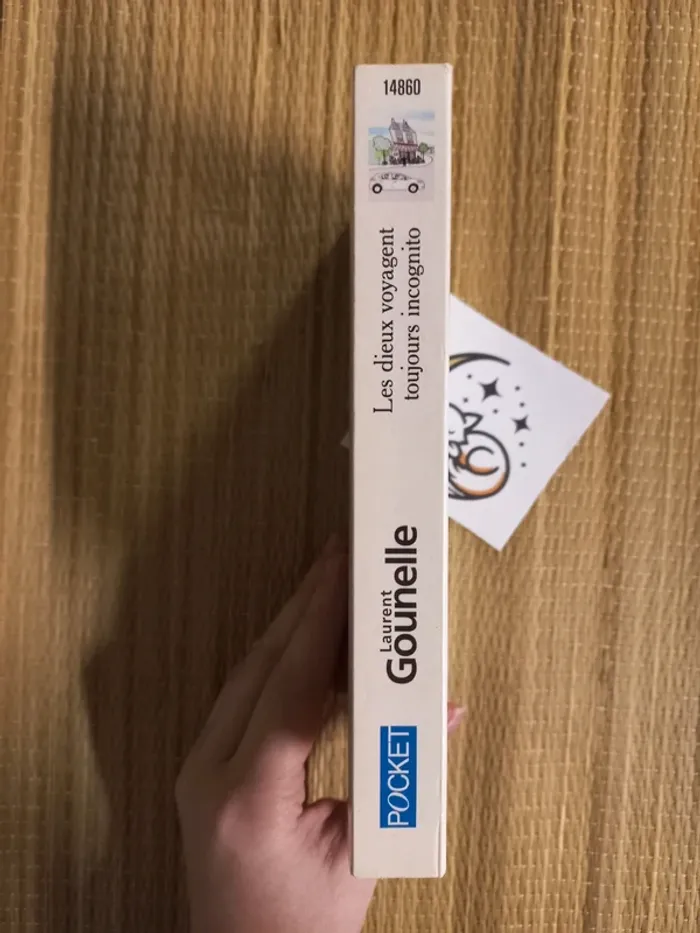 14860
Les dieux voyagent
toujours incognito
Laurent
Gounelle
POCKET